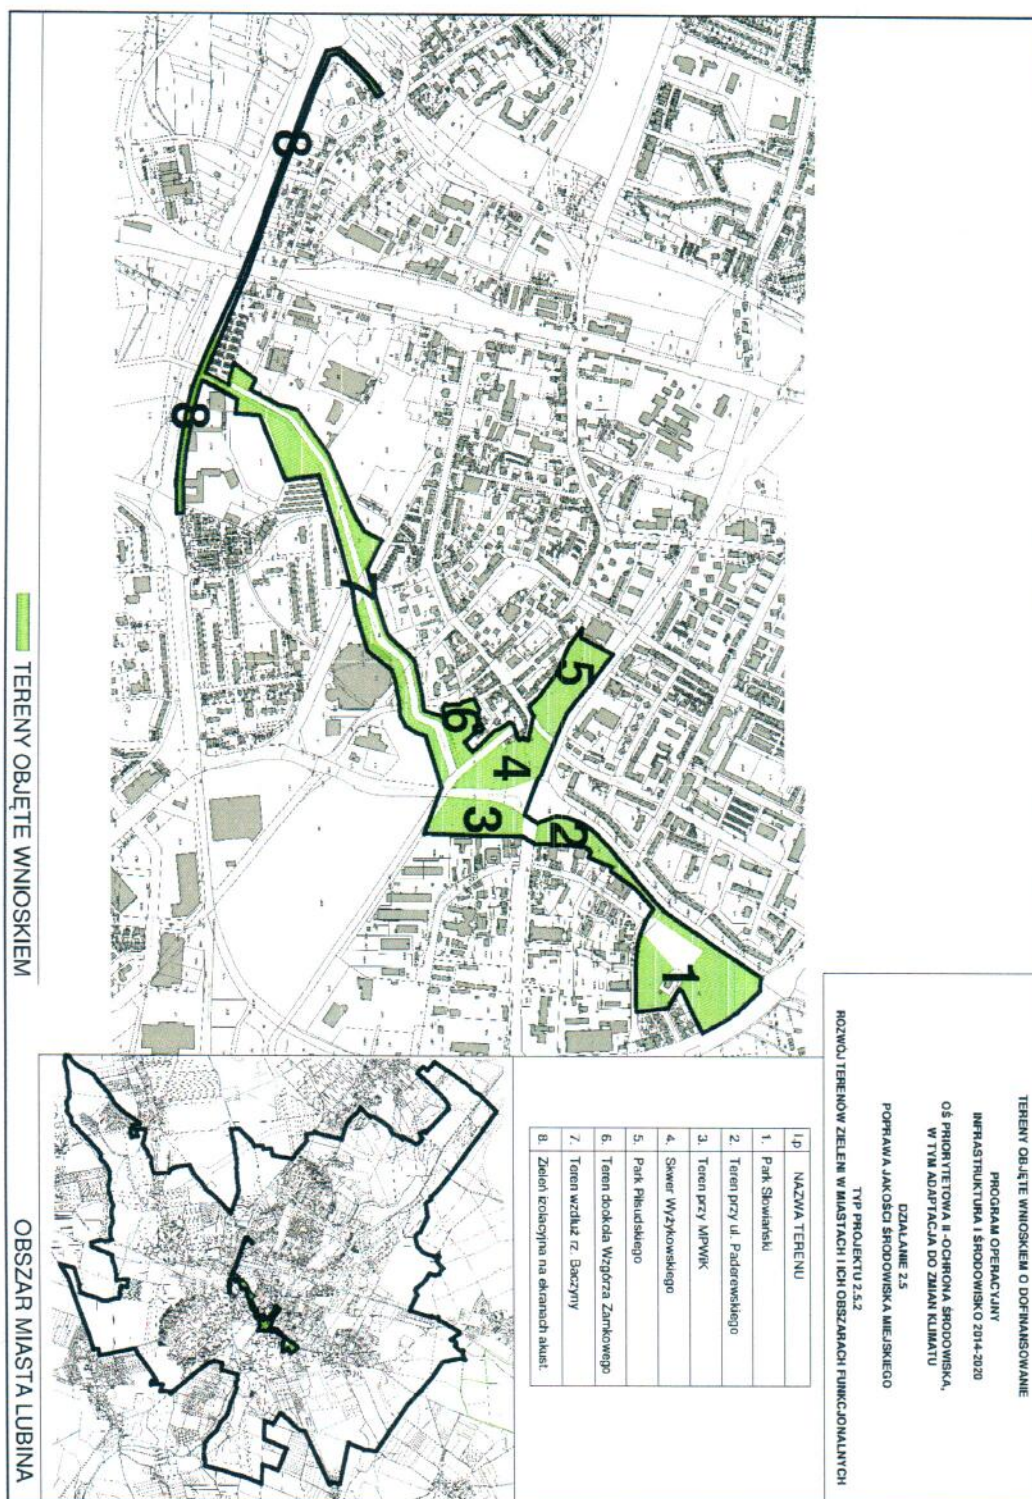 TERENY OBJĘTE WNIOSKIEM O DOFINANSOWANIE
PROGRAM OPERACYJNY
INFRASTRUKTURA I ŚRODOWISKO 2014-2020
OŚ PRIORYTETOWA II -OCHRONA ŚRODOWISKA,
W TYM ADAPTACJA DO ZMIAN KLIMATU
DZIAŁANIE 2.5
POPRAWA JAKOŚCI ŚRODOWISKA MIEJSKIEGO
TYP PROJEKTU 2.5.2
ROZWÓJ TERENÓW ZIELENI W MIASTACH I ICH OBSZARACH FUNKCJONALNYCH
Lp NAZWA TERENU
1. Park Słowiański
2. Teren przy ul. Paderewskiego
3. Teren przy MPWiK
4. Skwer Wyżykowskiego
5. Park Piłsudskiego
6. Teren dookoła Wzgórza Zamkowego
7. Teren wzdłuż rz. Baczyny
8. Zieleń izolacyjna na ekranach akust.
8
8
7
6
5
4
3
2
1
TERENY OBJĘTE WNIOSKIEM
OBSZAR MIASTA LUBINA